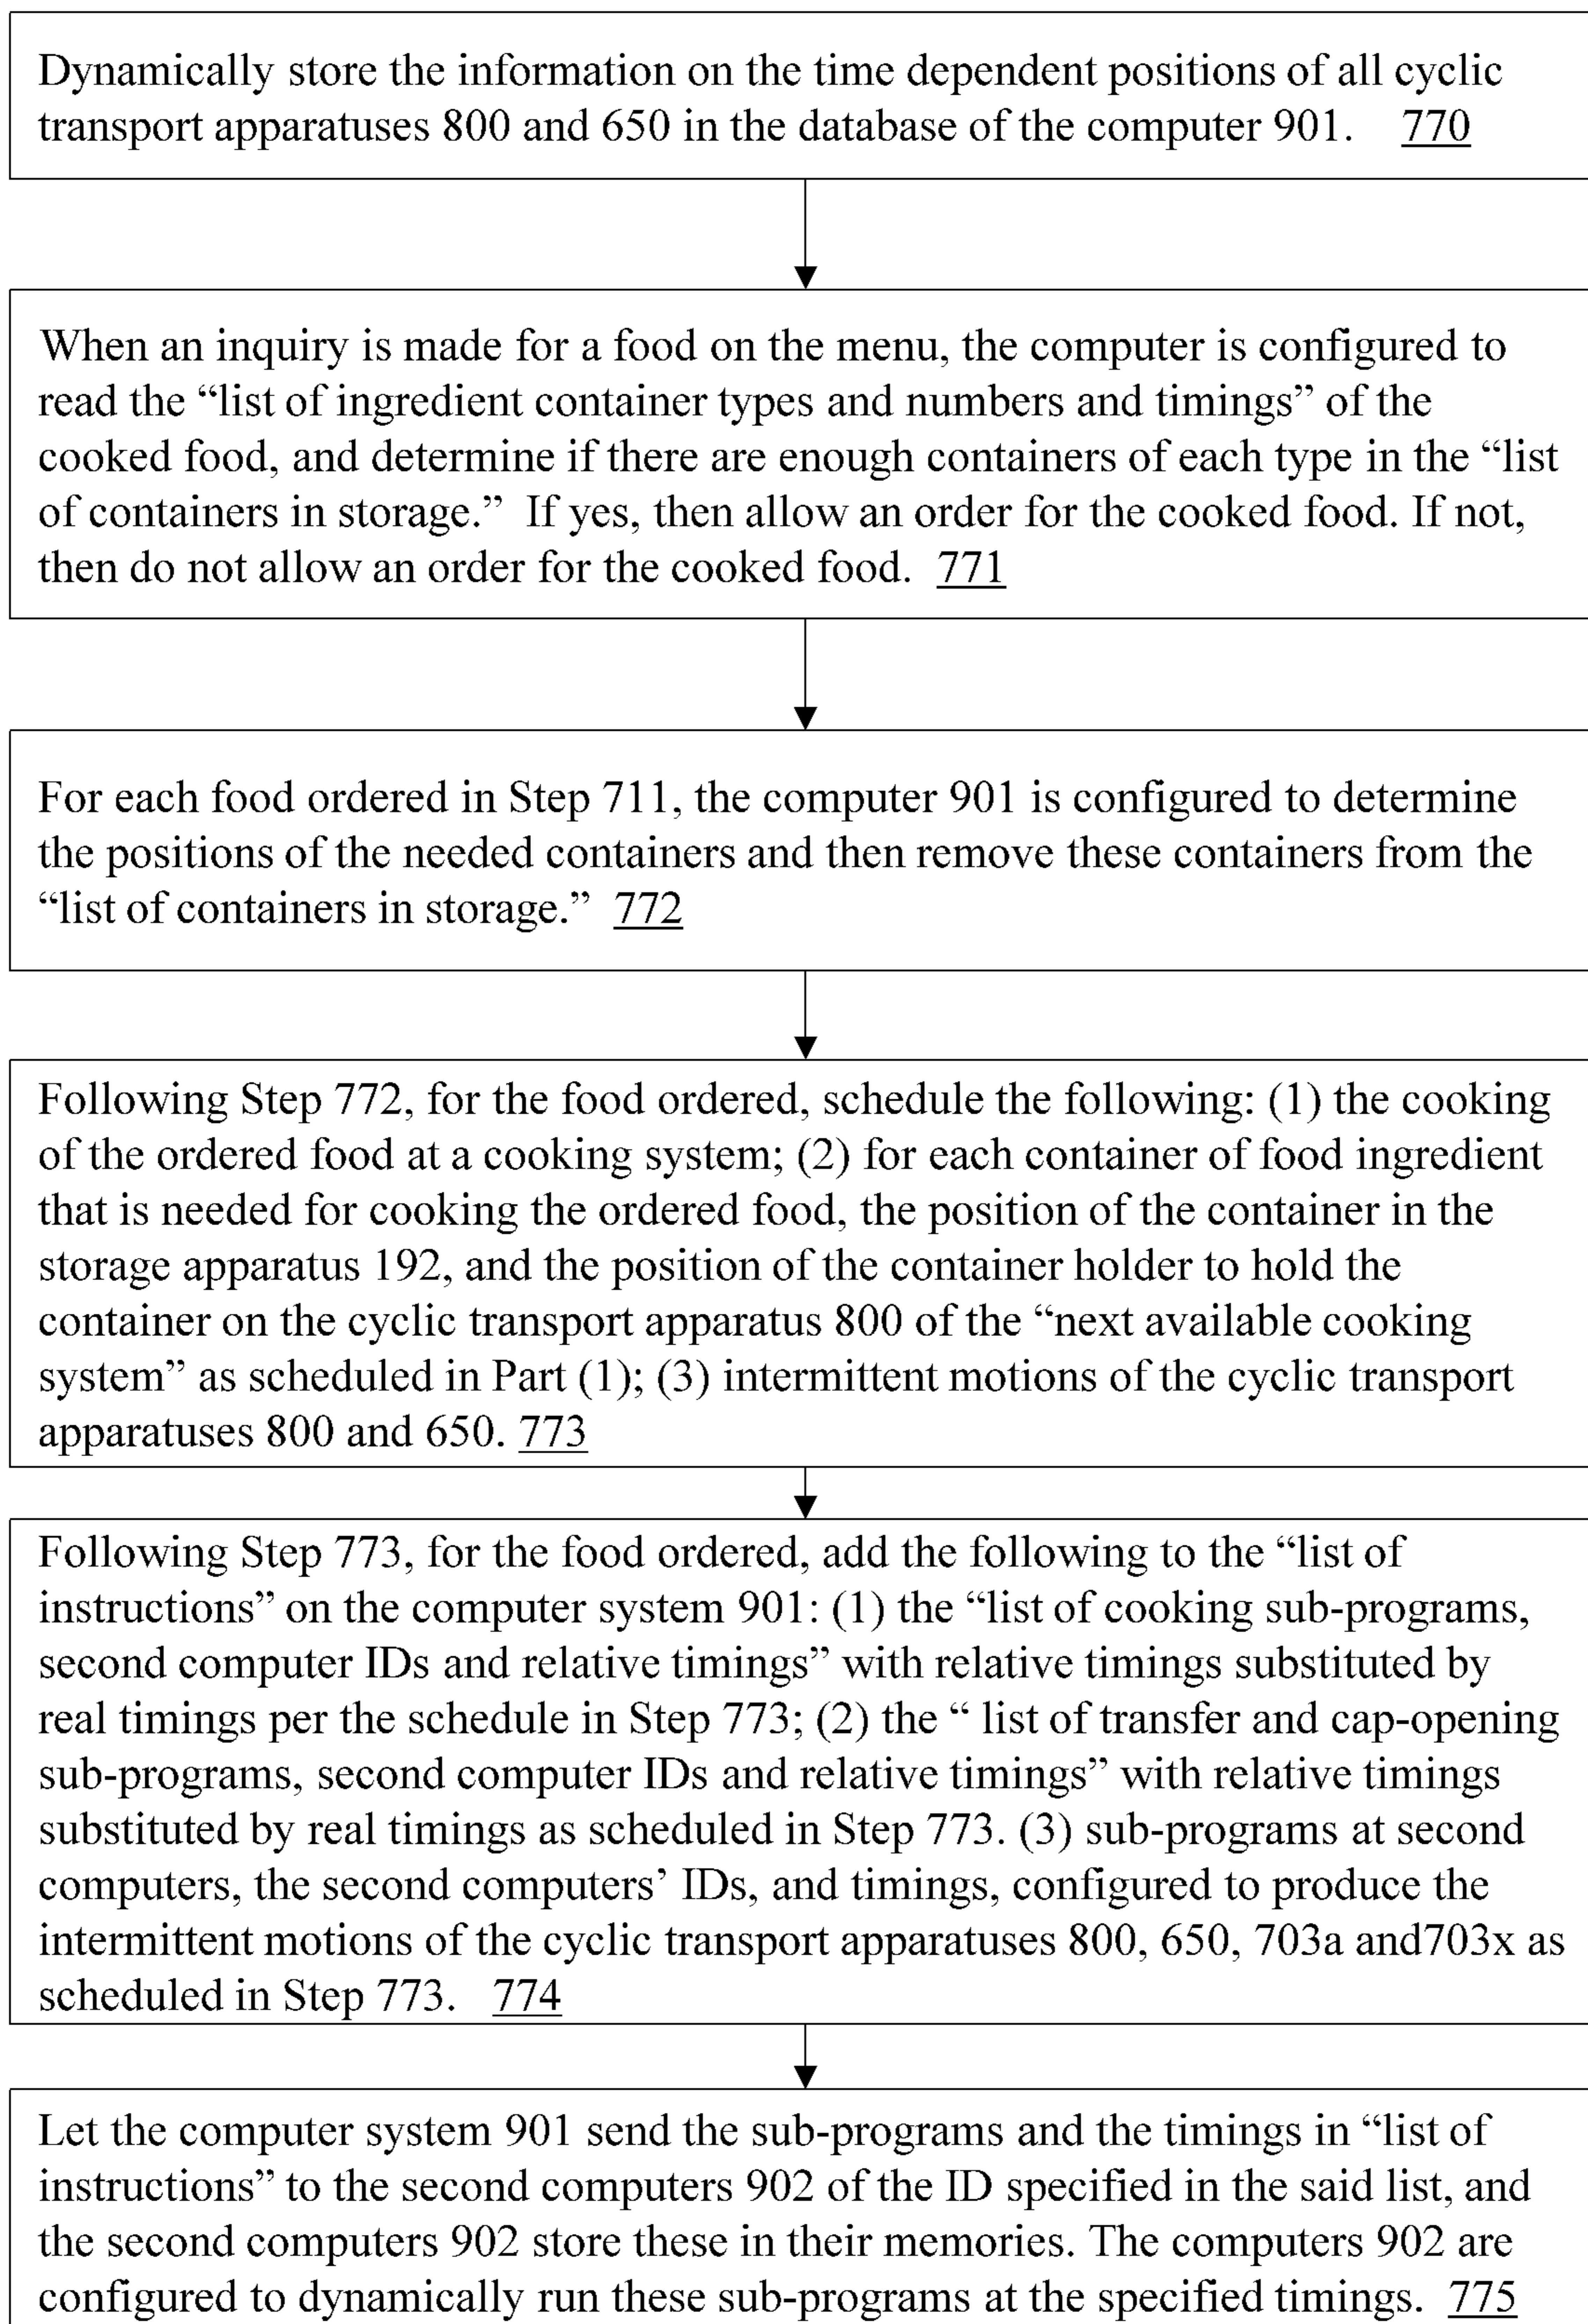 Dynamically store the information on the time dependent positions of all cyclic
transport apparatuses 800 and 650 in the database of the computer 901. 770
When an inquiry is made for a food on the menu, the computer is configured to
read the “list of ingredient container types and numbers and timings” of the
cooked food, and determine if there are enough containers of each type in the “list
of containers in storage.” If yes, then allow an order for the cooked food. If not,
then do not allow an order for the cooked food. 771
For each food ordered in Step 711, the computer 901 is configured to determine
the positions of the needed containers and then remove these containers from the
“list of containers in storage.” 772
Following Step 772, for the food ordered, schedule the following: (1) the cooking
of the ordered food at a cooking system; (2) for each container of food ingredient
that is needed for cooking the ordered food, the position of the container in the
storage apparatus 192, and the position of the container holder to hold the
container on the cyclic transport apparatus 800 of the “next available cooking
system” as scheduled in Part (1); (3) intermittent motions of the cyclic transport
apparatuses 800 and 650. 773
Following Step 773, for the food ordered, add the following to the “list of
instructions” on the computer system 901: (1) the “list of cooking sub-programs,
second computer IDs and relative timings” with relative timings substituted by
real timings per the schedule in Step 773; (2) the “ list of transfer and cap-opening
sub-programs, second computer IDs and relative timings” with relative timings
substituted by real timings as scheduled in Step 773. (3) sub-programs at second
computers, the second computers’ IDs, and timings, configured to produce the
intermittent motions of the cyclic transport apparatuses 800, 650, 703a and703x as
scheduled in Step 773. 774
Let the computer system 901 send the sub-programs and the timings in “list of
instructions” to the second computers 902 of the ID specified in the said list, and
the second computers 902 store these in their memories. The computers 902 are
configured to dynamically run these sub-programs at the specified timings. 775